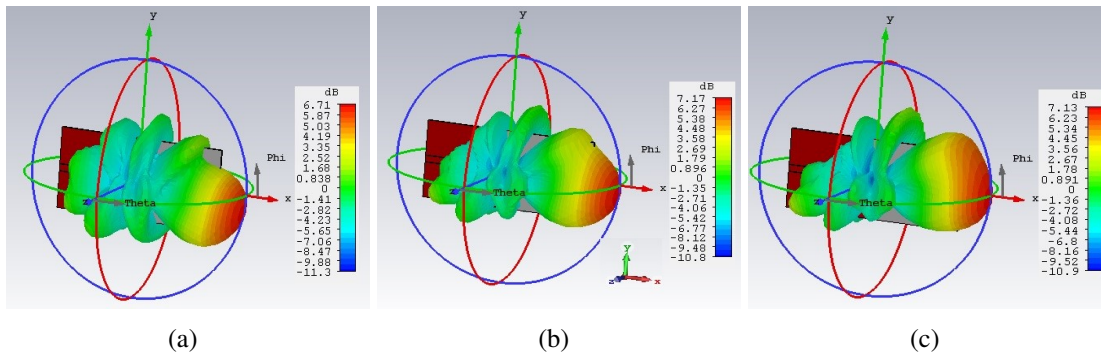 y
dB
6.71
5.87
5.03
4.19
3.35
2.52
1.68
0.838
0
-1.41
-2.82
-4.23
-5.65
-7.06
-8.47
-9.88
-11.3
Phi
x
z
Theta
(a)
y
dB
7.17
6.27
5.38
4.48
3.58
2.69
1.79
0.896
0
-1.35
-2.71
-4.06
-5.42
-6.77
-8.12
-9.48
-10.8
Phi
x
z
Theta
y
z
x
(b)
y
dB
7.13
6.23
5.34
4.45
3.56
2.67
1.78
0.891
0
-1.36
-2.72
-4.08
-5.44
-6.8
-8.16
-9.52
-10.9
Phi
x
z
Theta
(c)